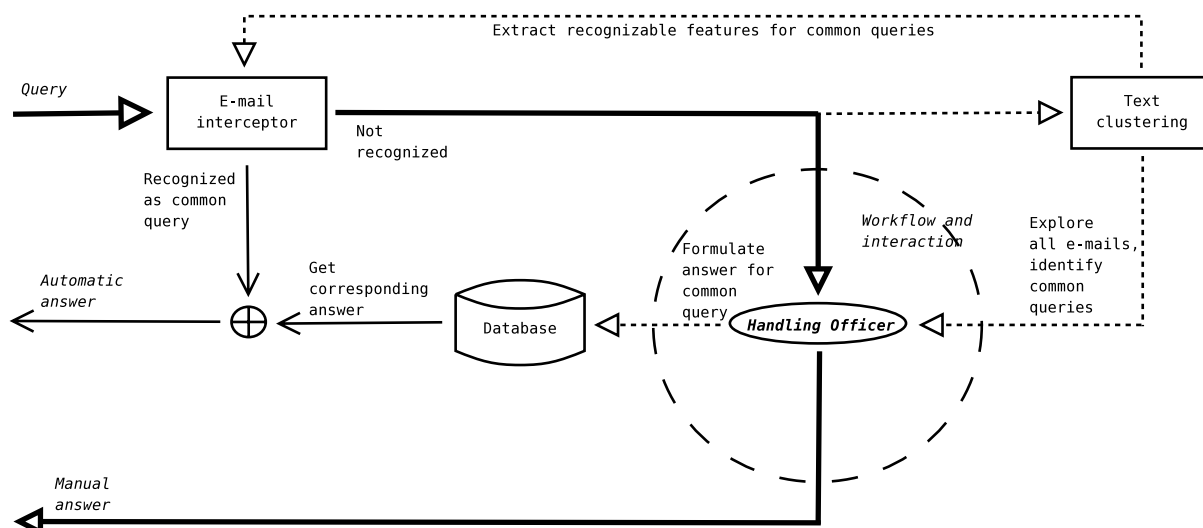 Extract recognizable features for common queries
Query
E-mail
interceptor
Text
clustering
Not
recognized
Recognized
as common
query
Workflow and
interaction
Explore
all e-mails,
identify
common
queries
Formulate
answer for
common
query
Automatic
answer
Get
corresponding
answer
Database
Handling Officer
Manual
answer